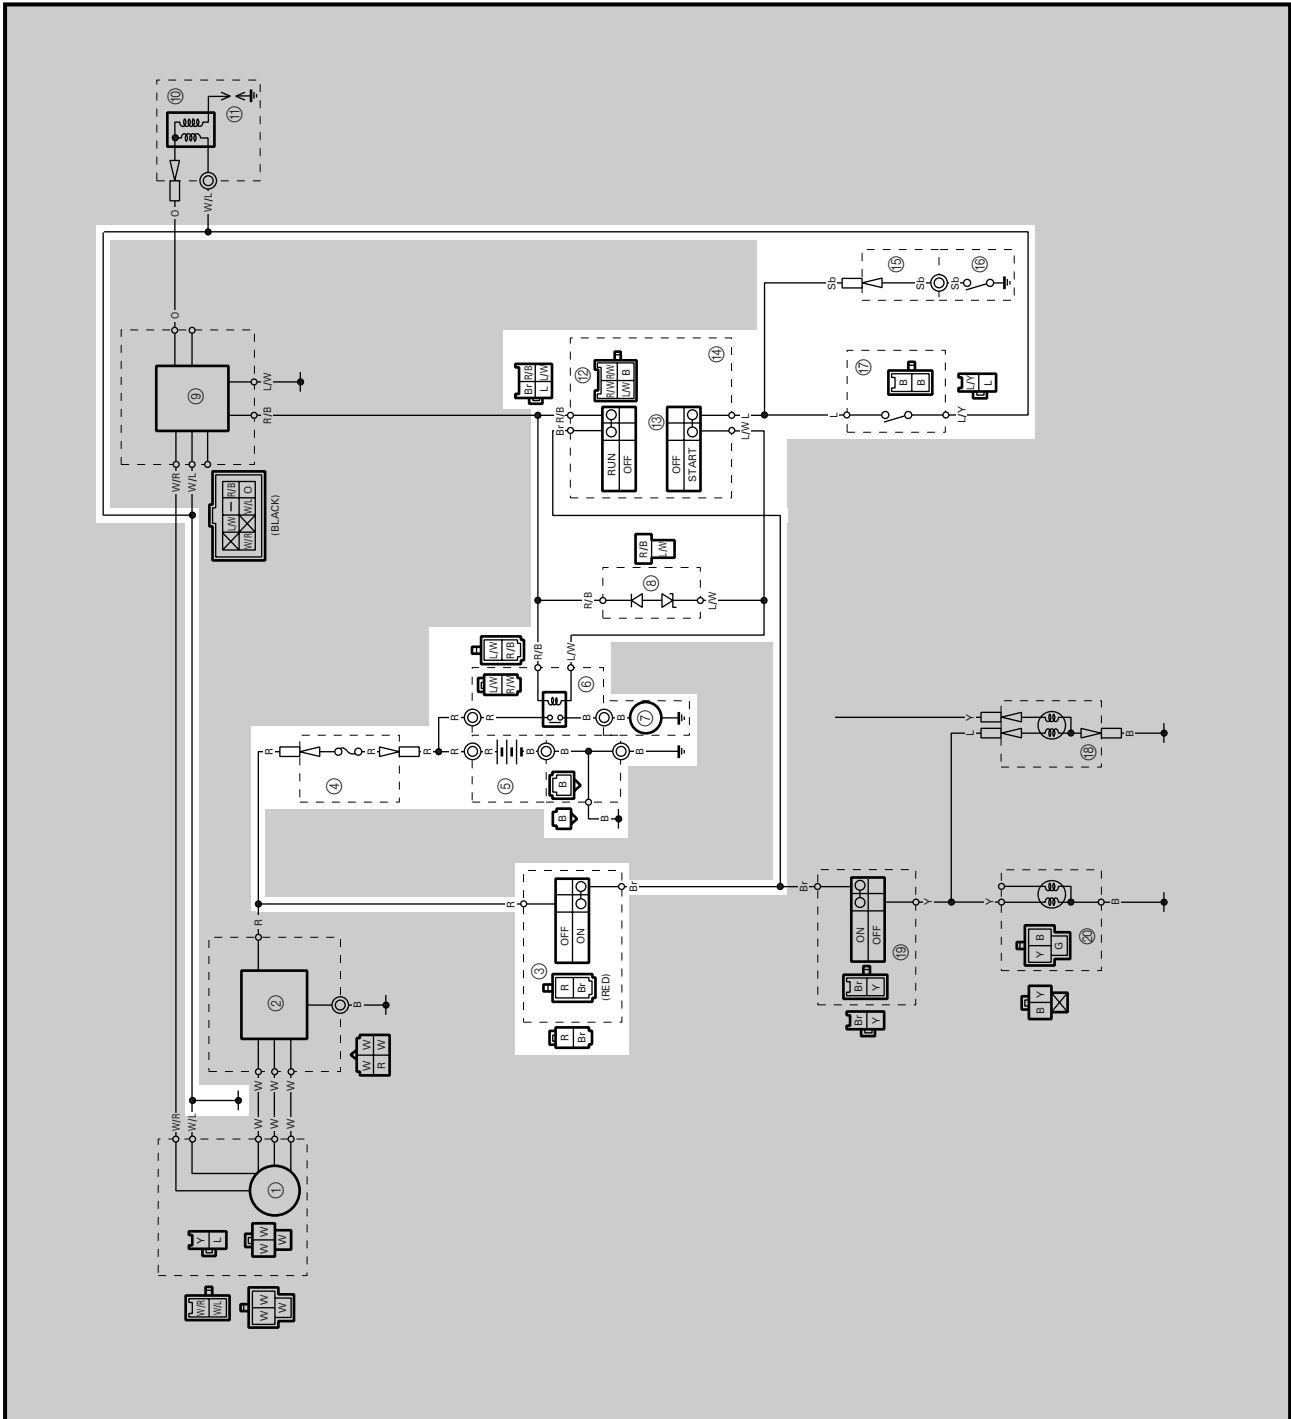 ⑩
⑪
O
W/L
⑮
⑯
Sb
Sb
Sb
O
⑨
L/W
R/B
W/R
W/L
R/B
L/W
O
W/L
W/R
(BLACK)
Br R/B
L L/W
⑫
R/W R/W
L/W B
⑭
⑬
Br R/B
RUN
OFF
OFF
START
L/W L
⑰
B
B
L/Y
L
L
L/Y
R/B
L/W
⑧
R/B
L/W
L/W
R/B
L/W
R/W
R/B
L/W
⑥
R
R
B
B
⑦
R
R
R
R
R
B
B
B
④
⑤
B
B
B
Y
L
⑱
B
R
R
OFF
ON
Br
③
R
Br
(RED)
R
Br
Br
ON
OFF
Y
⑲
Br
Y
Br
Y
Y
B
⑳
Y B
G
B Y
②
B
W W
W R
W
W
W
W
W
W
W/R
W/L
①
Y
L
W W
W
W/R
W/L
W W
W